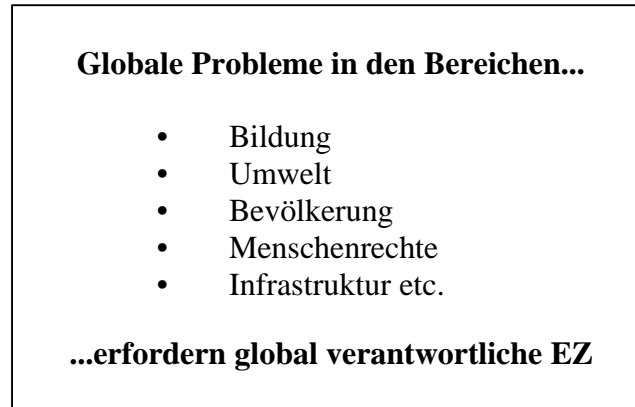 Globale Probleme in den Bereichen...
• Bildung
• Umwelt
• Bevölkerung
• Menschenrechte
• Infrastruktur etc.
...erfordern global verantwortliche EZ